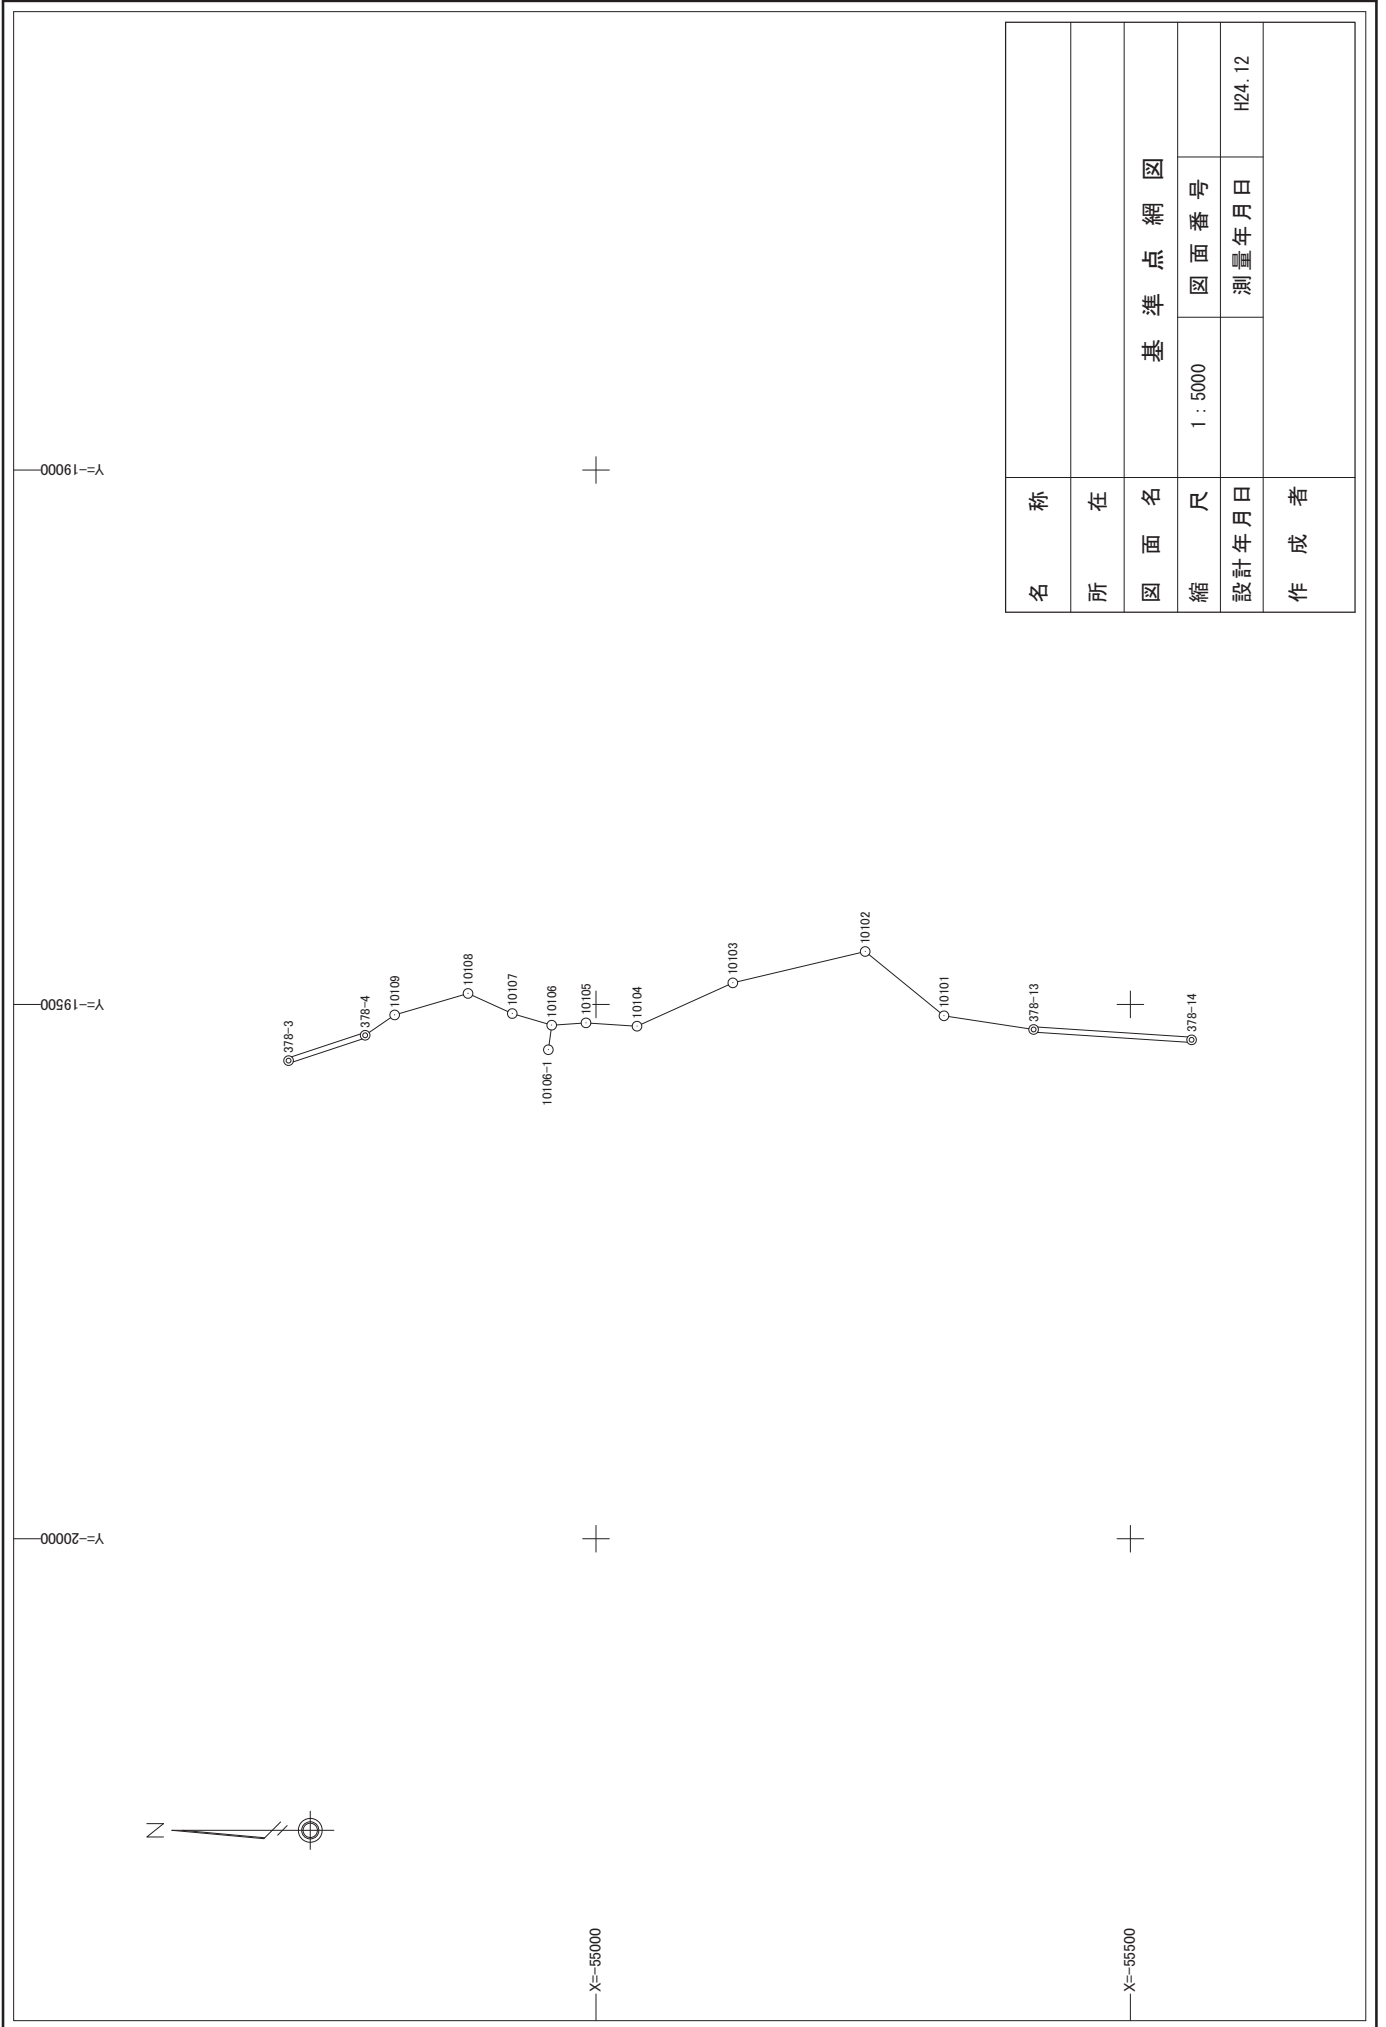 N
Y=-20000
Y=-19500
Y=-19000
X=-55000
X=-55500
378-3
378-4
10109
10108
10107
10106
10106-1
10105
10104
10103
10102
10101
378-13
378-14
名 称
所 在
図 面 名 基 準 点 網 図
縮 尺 1 : 5000 図 面 番 号
設計年月日 測量年月日 H24.12
作 成 者